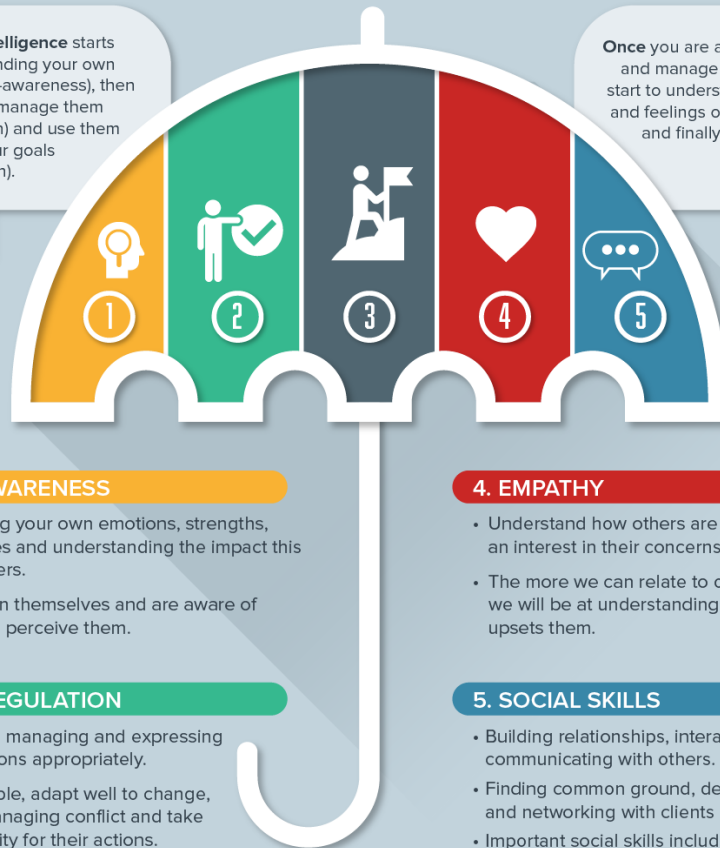 elligence starts
nding your own
-awareness), then
manage them
n) and use them
ur goals
n).
Once you are a
and manage
start to unders
and feelings o
and finally
1
2
3
4
5
WARENESS
g your own emotions, strengths,
es and understanding the impact this
ers.
n themselves and are aware of
perceive them.
EGULATION
managing and expressing
ons appropriately.
ble, adapt well to change,
anaging conflict and take
ity for their actions.
4. EMPATHY
• Understand how others are
an interest in their concerns
• The more we can relate to o
we will be at understanding
upsets them.
5. SOCIAL SKILLS
• Building relationships, intera
communicating with others.
• Finding common ground, de
and networking with clients
• Important social skills includ